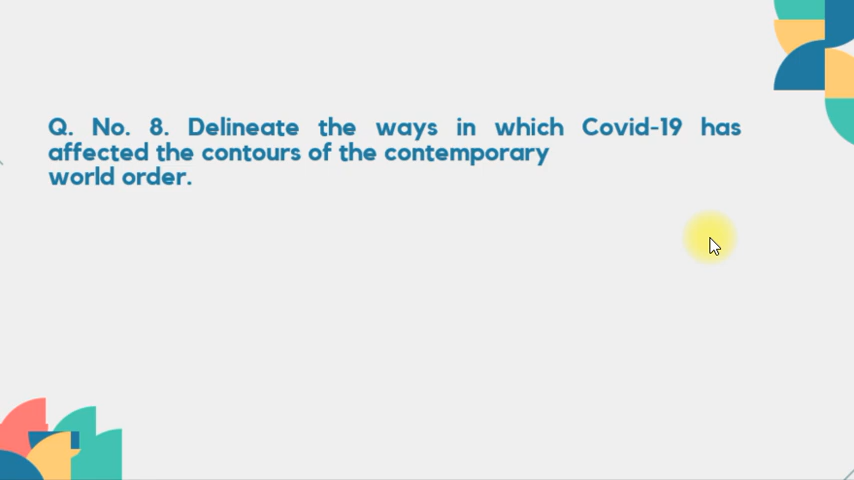 Q. No. 8. Delineate the ways in which Covid-19 has
affected the contours of the contemporary
world order.